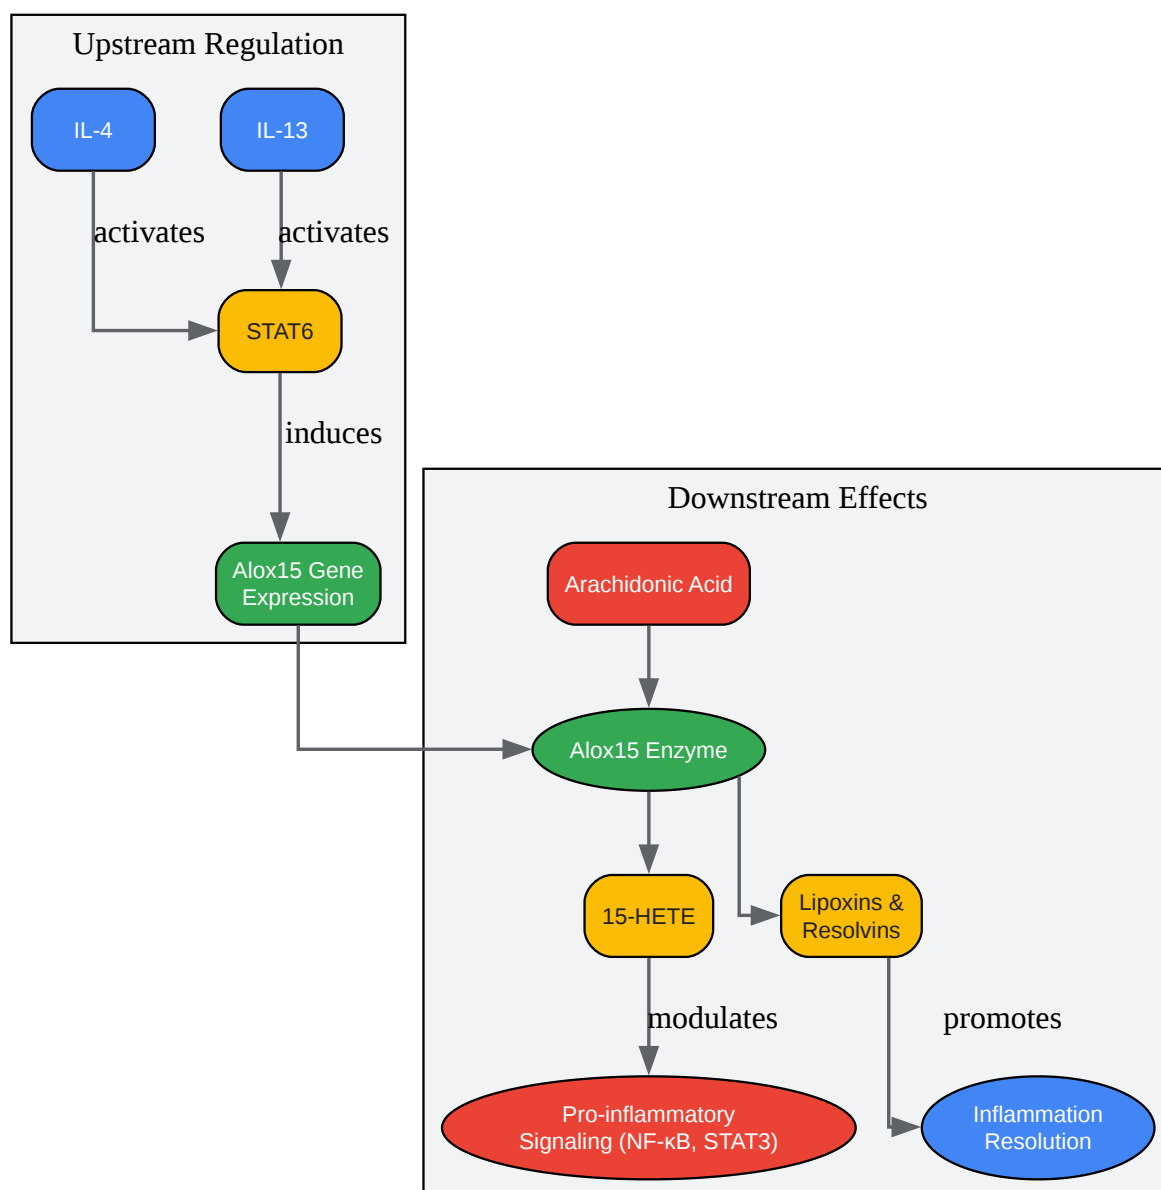 Upstream Regulation
IL-4
IL-13
activates
activates
STAT6
induces
Alox15 Gene
Expression
Downstream Effects
Arachidonic Acid
Alox15 Enzyme
15-HETE
Lipoxins &
Resolvins
modulates
promotes
Pro-inflammatory
Signaling (NF-κB, STAT3)
Inflammation
Resolution